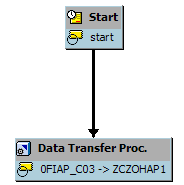 Start
start
Data Transfer Proc.
0FIAP_C03 -> ZCZOHAP1